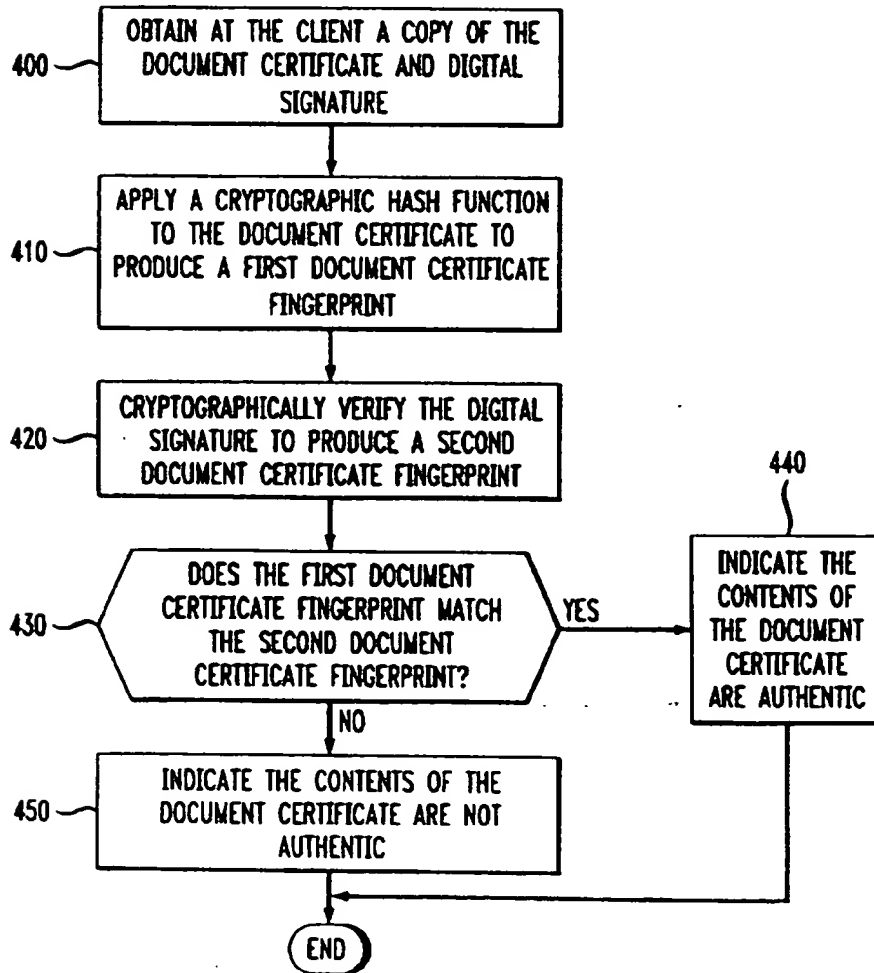 OBTAIN AT THE CLIENT A COPY OF THE
DOCUMENT CERTIFICATE AND DIGITAL
SIGNATURE
400
APPLY A CRYPTOGRAPHIC HASH FUNCTION
TO THE DOCUMENT CERTIFICATE TO
PRODUCE A FIRST DOCUMENT CERTIFICATE
FINGERPRINT
410
CRYPTOGRAPHICALLY VERIFY THE DIGITAL
SIGNATURE TO PRODUCE A SECOND
DOCUMENT CERTIFICATE FINGERPRINT
420
DOES THE FIRST DOCUMENT
CERTIFICATE FINGERPRINT MATCH
THE SECOND DOCUMENT
CERTIFICATE FINGERPRINT?
430
YES
440
INDICATE THE
CONTENTS OF
THE DOCUMENT
CERTIFICATE
ARE AUTHENTIC
NO
INDICATE THE CONTENTS OF THE
DOCUMENT CERTIFICATE ARE NOT
AUTHENTIC
450
END